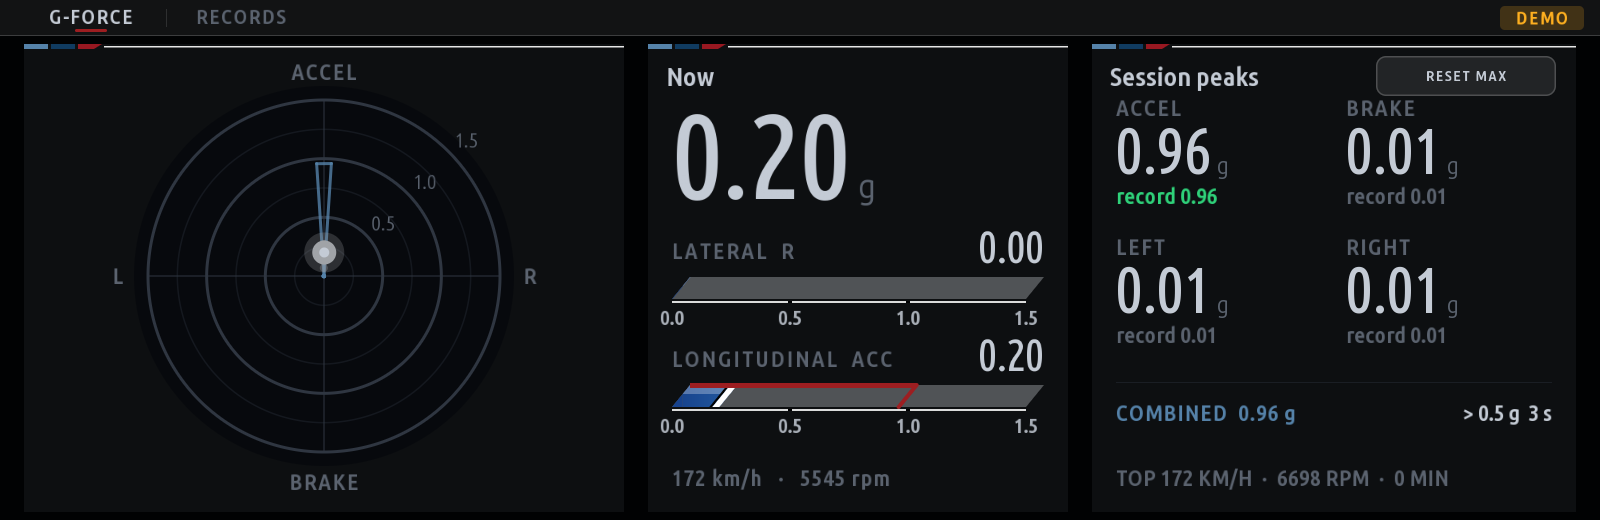 G-FORCE RECORDS DEMO
ACCEL
1.5
1.0
0.5
L R
BRAKE
Now
0.20 g
LATERAL R 0.00
0.0 0.5 1.0 1.5
LONGITUDINAL ACC 0.20
0.0 0.5 1.0 1.5
172 km/h · 5545 rpm
Session peaks RESET MAX
ACCEL BRAKE
0.96 g 0.01 g
record 0.96 record 0.01
LEFT RIGHT
0.01 g 0.01 g
record 0.01 record 0.01
COMBINED 0.96 g > 0.5 g 3 s
TOP 172 KM/H · 6698 RPM · 0 MIN